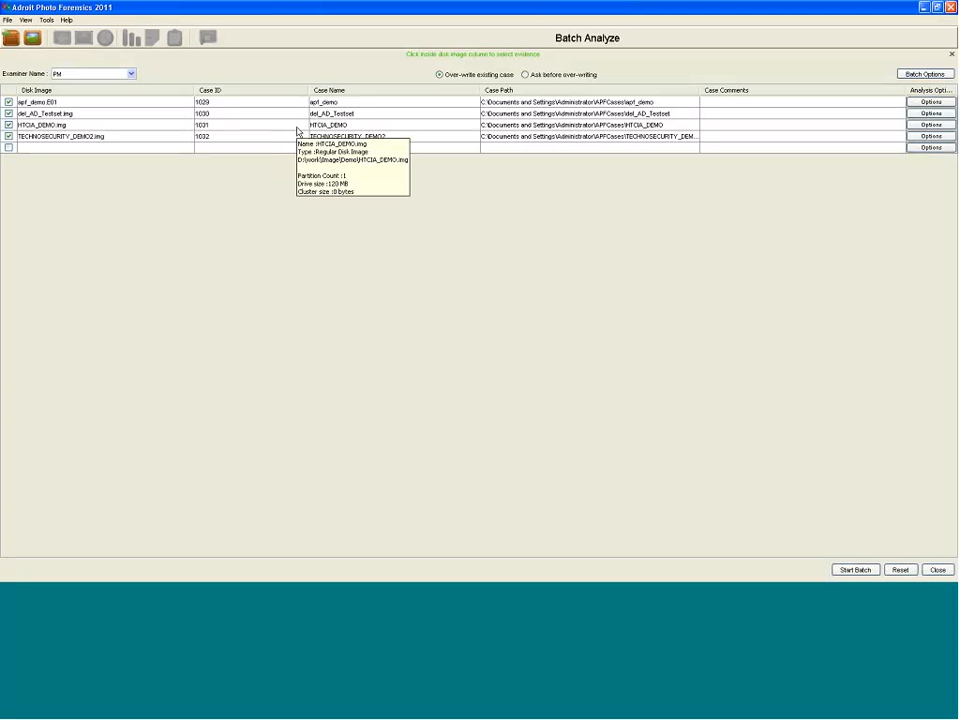 Adroit Photo Forensics 2011
File View Tools Help
Batch Analyze
Click inside disk image column to select evidence
Examiner Name : PM
Over-write existing case Ask before over-writing
Batch Options
Disk Image Case ID Case Name Case Path Case Comments Analysis Opti...
apf_demo.E01 1029 apf_demo C:\Documents and Settings\Administrator\APFCases\apf_demo Options
del_AD_Testset.img 1030 del_AD_Testset C:\Documents and Settings\Administrator\APFCases\del_AD_Testset Options
HTCIA_DEMO.img 1031 HTCIA_DEMO C:\Documents and Settings\Administrator\APFCases\HTCIA_DEMO Options
TECHNOSECURITY_DEMO2.img 1032 TECHNOSECURITY_DEMO2 C:\Documents and Settings\Administrator\APFCases\TECHNOSECURITY_DEM... Options
Options
Name :HTCIA_DEMO.img
Type :Regular Disk Image
D:\work\Image\Demo\HTCIA_DEMO.img
Partition Count :1
Drive size :120 MB
Cluster size :0 bytes
Start Batch Reset Close